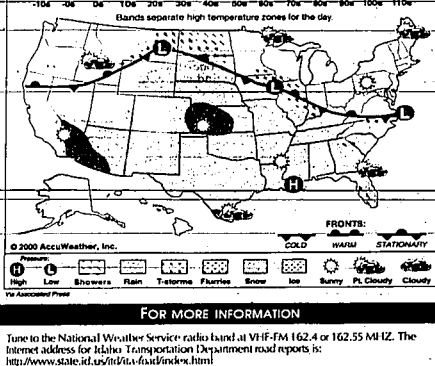 -10s -0s 0s 10s 20s 30s 40s 50s 60s 70s 80s 90s 100s 110s
Bands separate high temperature zones for the day.
L
L
L
H
FRONTS:
COLD WARM STATIONARY
© 2000 AccuWeather, Inc.
Pressure:
H L
High Low Showers Rain T-storms Flurries Snow Ice Sunny Pt. Cloudy Cloudy
Via Associated Press
FOR MORE INFORMATION
Tune to the National Weather Service radio band at VHF-FM 162.4 or 162.55 MHZ. The
Internet address for Idaho Transportation Department road reports is: